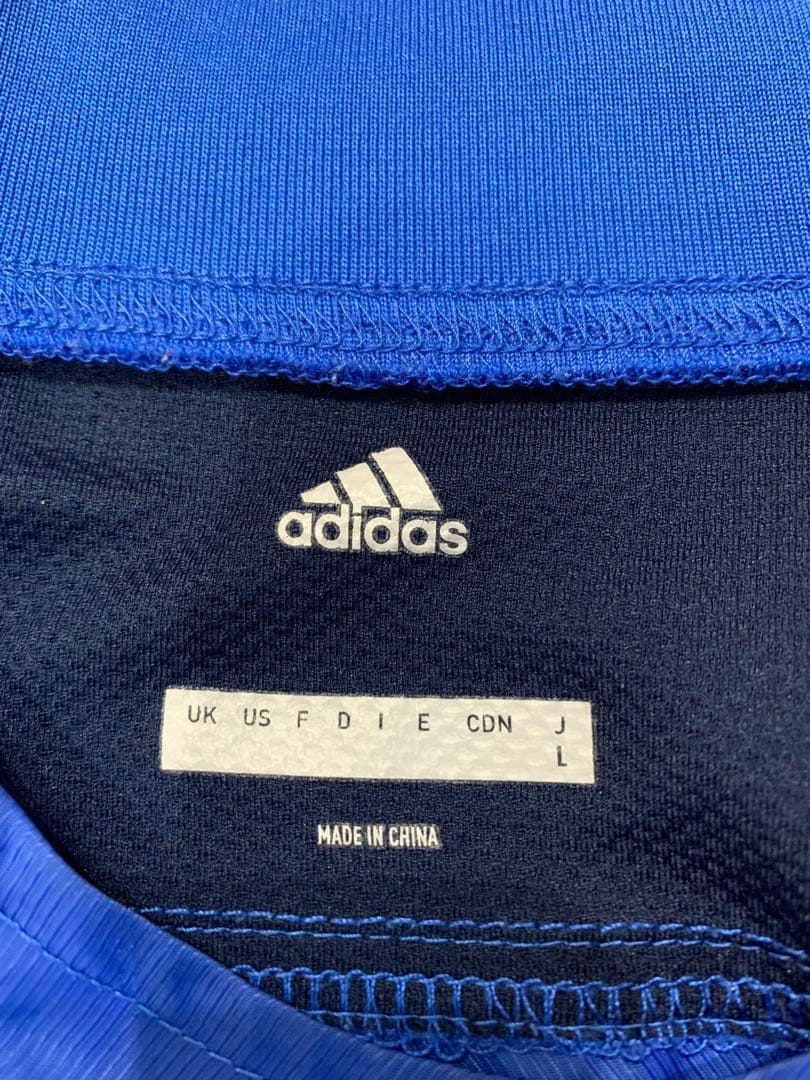 adidas
UK US F D I E CDN J
L
MADE IN CHINA